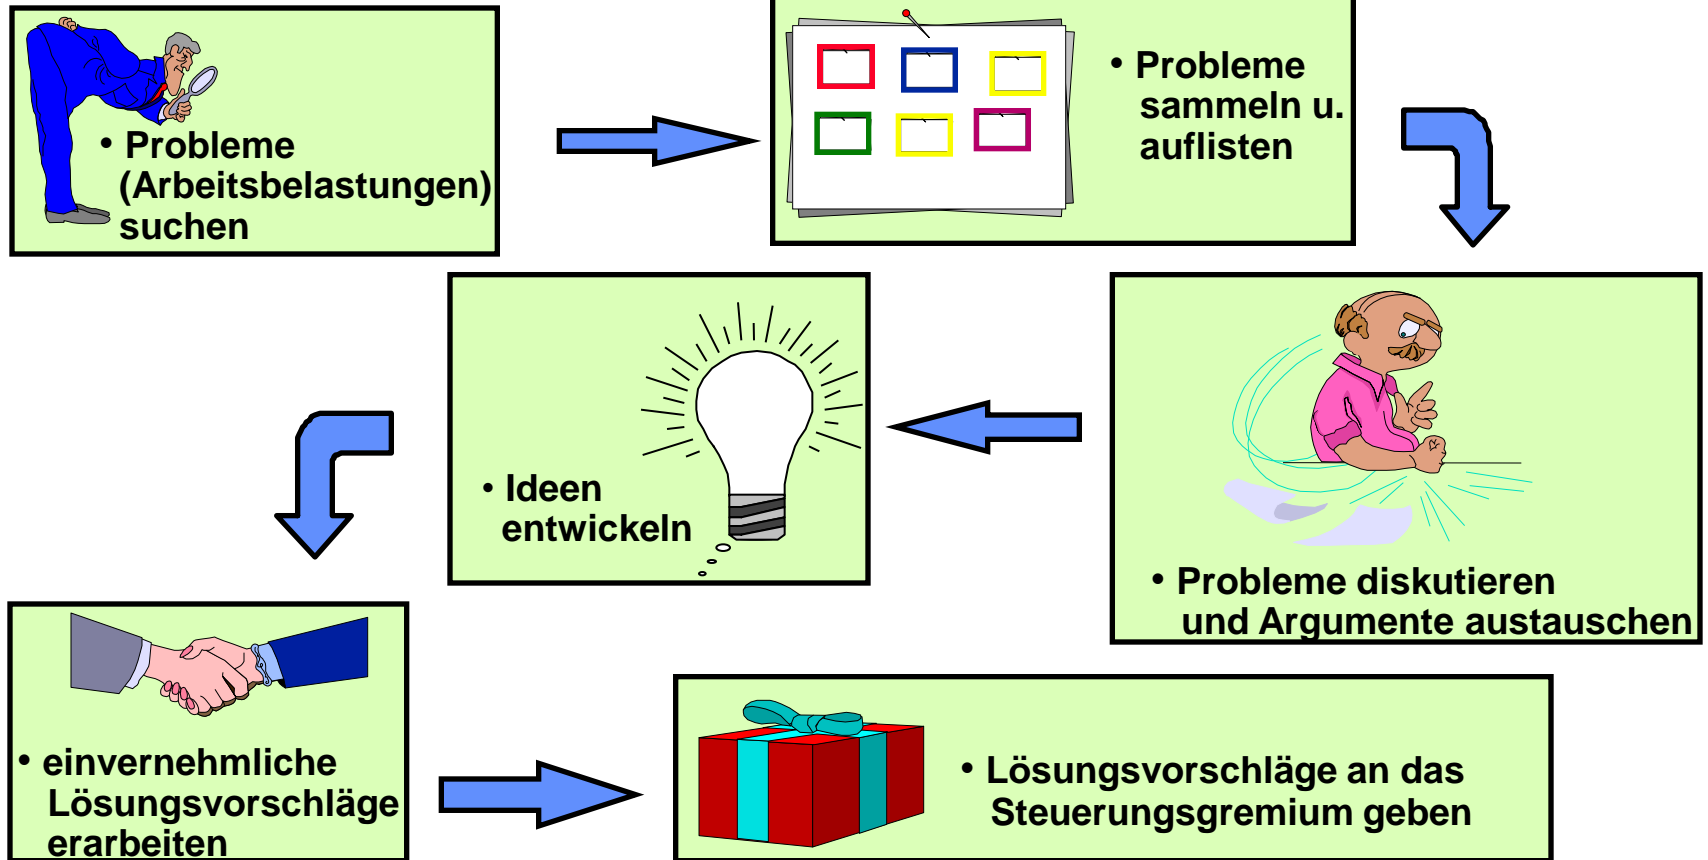 • Probleme
(Arbeitsbelastungen)
suchen
• Probleme
sammeln u.
auflisten
• Probleme diskutieren
und Argumente austauschen
• Ideen
entwickeln
• einvernehmliche
Lösungsvorschläge
erarbeiten
• Lösungsvorschläge an das
Steuerungsgremium geben